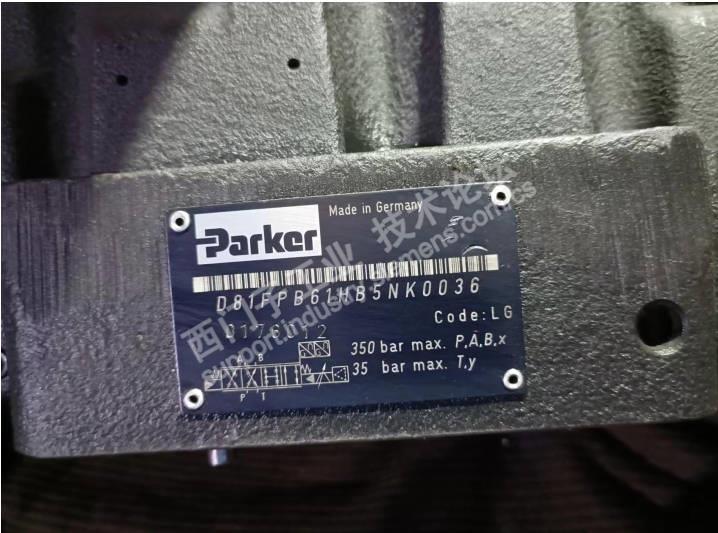 Made in Germany
Parker
D81FPB61HB5NK0036
Code:LG
350 bar max. P,A,B,x
35 bar max. T,y
A B
P T
西门子工业 技术论坛
support.industry.siemens.com/cs